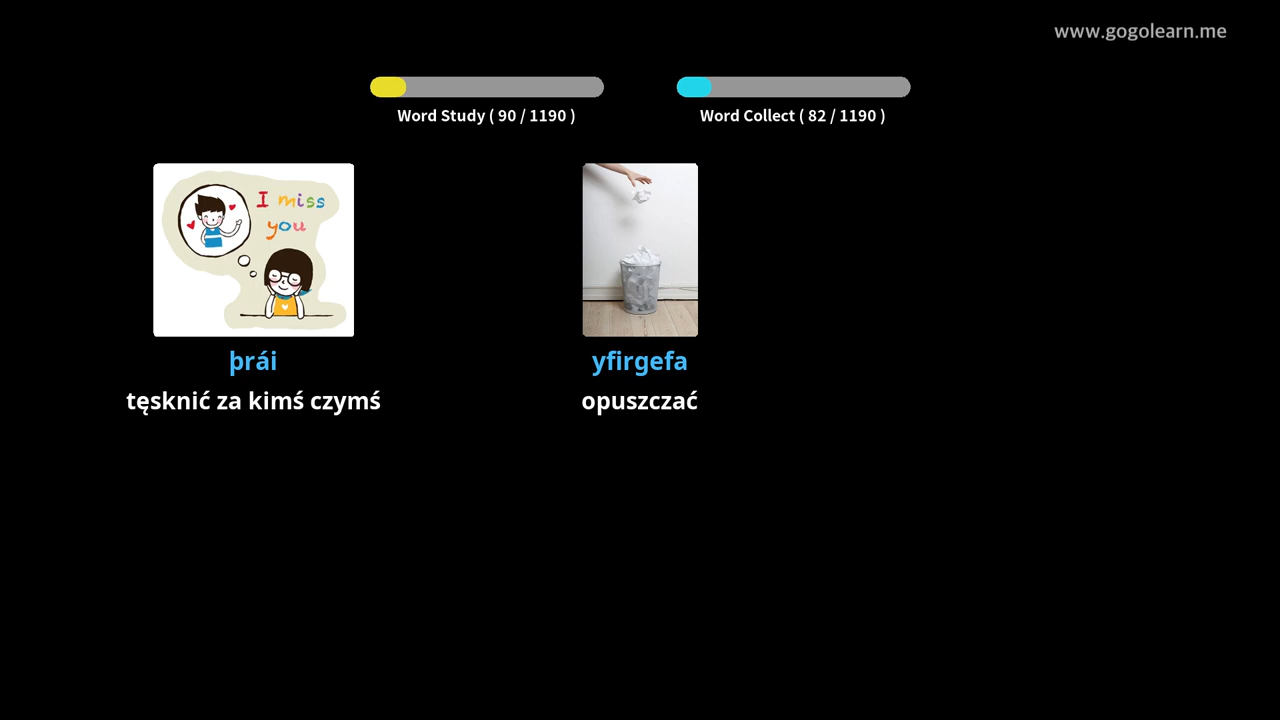 www.gogolearn.me
Word Study ( 90 / 1190 )
Word Collect ( 82 / 1190 )
I miss
you
þrái
yfirgefa
tęsknić za kimś czymś
opuszczać